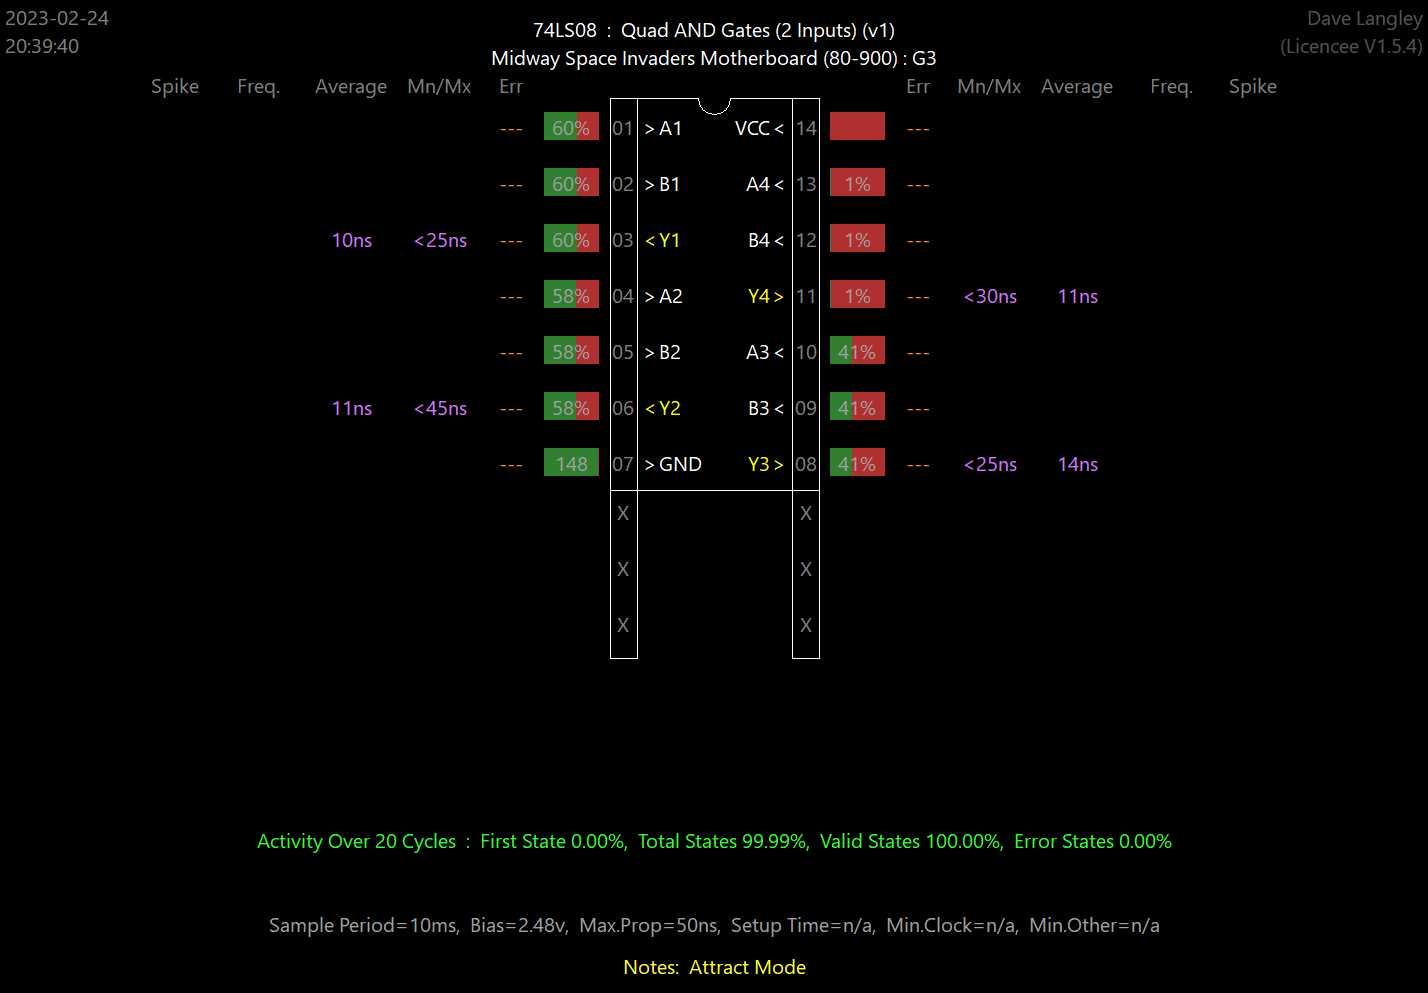 2023-02-24
20:39:40
74LS08 : Quad AND Gates (2 Inputs) (v1)
Midway Space Invaders Motherboard (80-900) : G3
Dave Langley
(Licencee V1.5.4)
Spike Freq. Average Mn/Mx Err Err Mn/Mx Average Freq. Spike
--- 60% 01 > A1 VCC < 14 ---
--- 60% 02 > B1 A4 < 13 1% ---
10ns <25ns --- 60% 03 < Y1 B4 < 12 1% ---
--- 58% 04 > A2 Y4 > 11 1% --- <30ns 11ns
--- 58% 05 > B2 A3 < 10 41% ---
11ns <45ns --- 58% 06 < Y2 B3 < 09 41% ---
--- 148 07 > GND Y3 > 08 41% --- <25ns 14ns
X X
X X
X X
Activity Over 20 Cycles : First State 0.00%, Total States 99.99%, Valid States 100.00%, Error States 0.00%
Sample Period=10ms, Bias=2.48v, Max.Prop=50ns, Setup Time=n/a, Min.Clock=n/a, Min.Other=n/a
Notes: Attract Mode